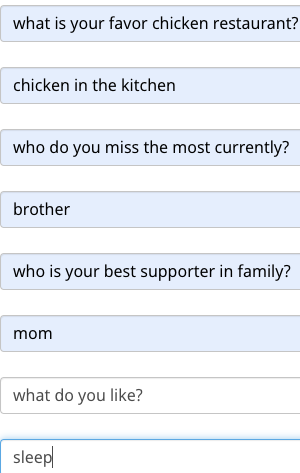 what is your favor chicken restaurant?
chicken in the kitchen
who do you miss the most currently?
brother
who is your best supporter in family?
mom
what do you like?
sleep